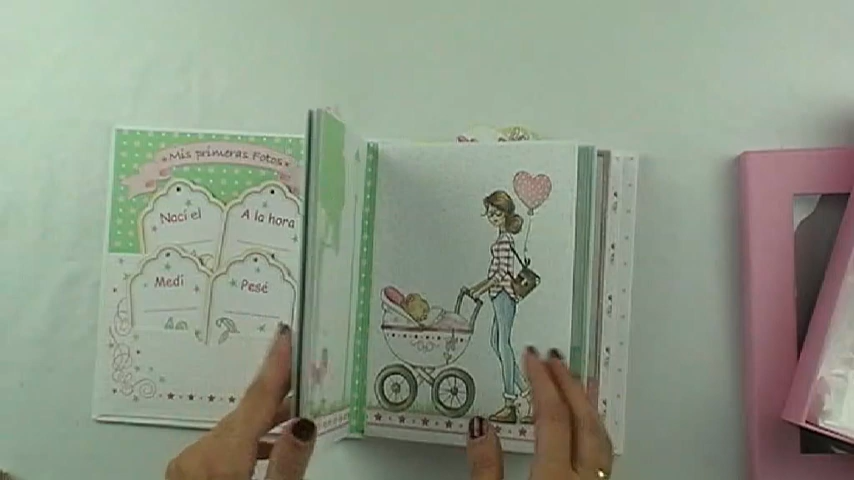 Mis primeras Fotos
Nací el
A la hora
Medí
Pesé